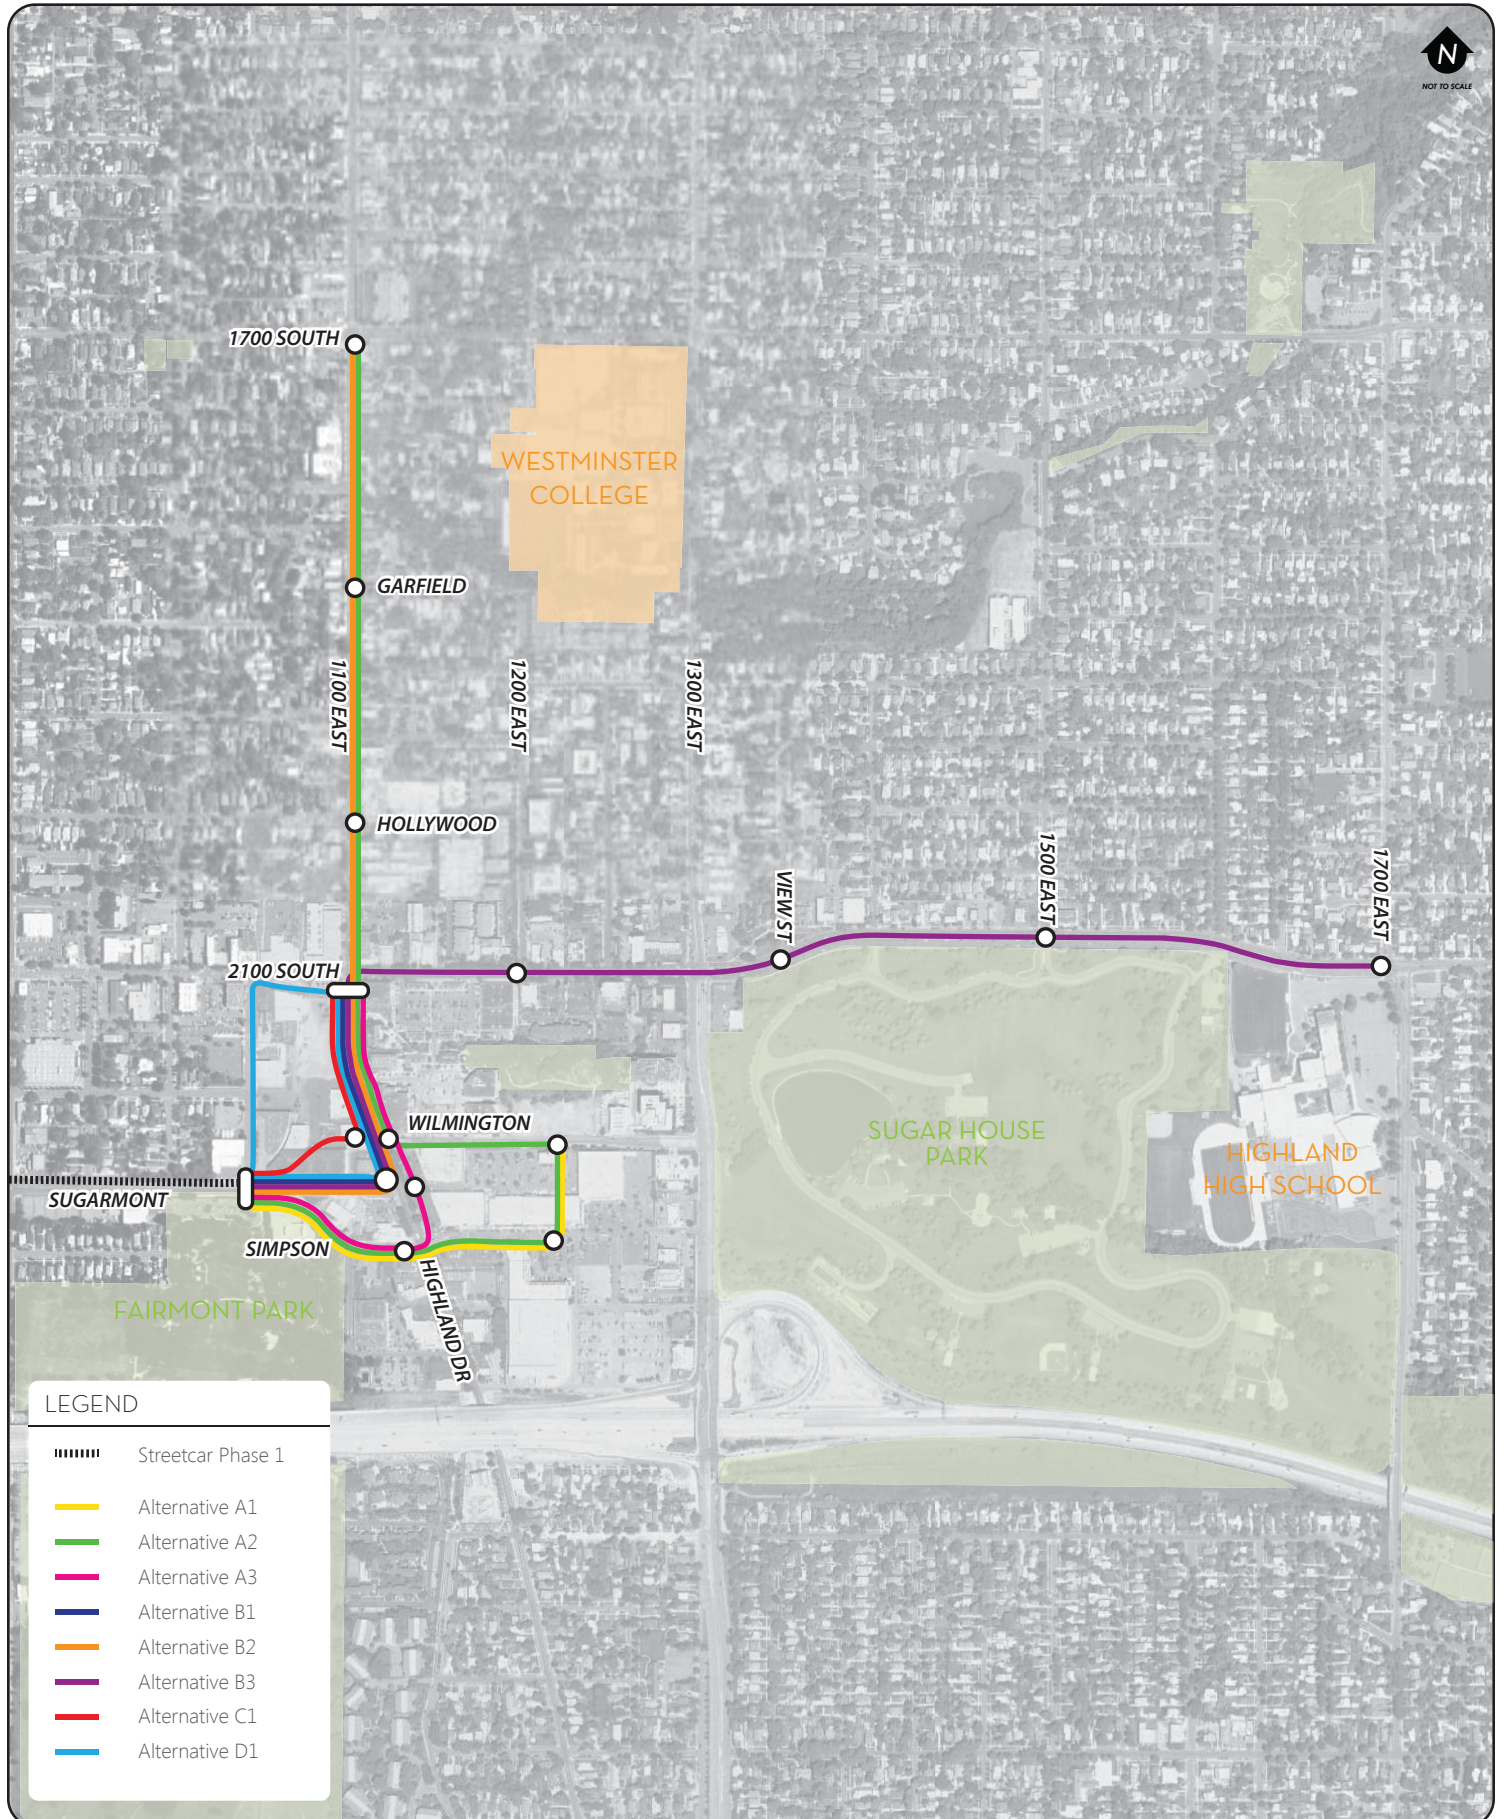 N
NOT TO SCALE
1700 SOUTH
WESTMINSTER
COLLEGE
GARFIELD
1100 EAST
1200 EAST
1300 EAST
HOLLYWOOD
VIEW ST
1500 EAST
1700 EAST
2100 SOUTH
WILMINGTON
SUGAR HOUSE
PARK
HIGHLAND
HIGH SCHOOL
SUGARMONT
SIMPSON
HIGHLAND DR
FAIRMONT PARK
LEGEND
Streetcar Phase 1
Alternative A1
Alternative A2
Alternative A3
Alternative B1
Alternative B2
Alternative B3
Alternative C1
Alternative D1